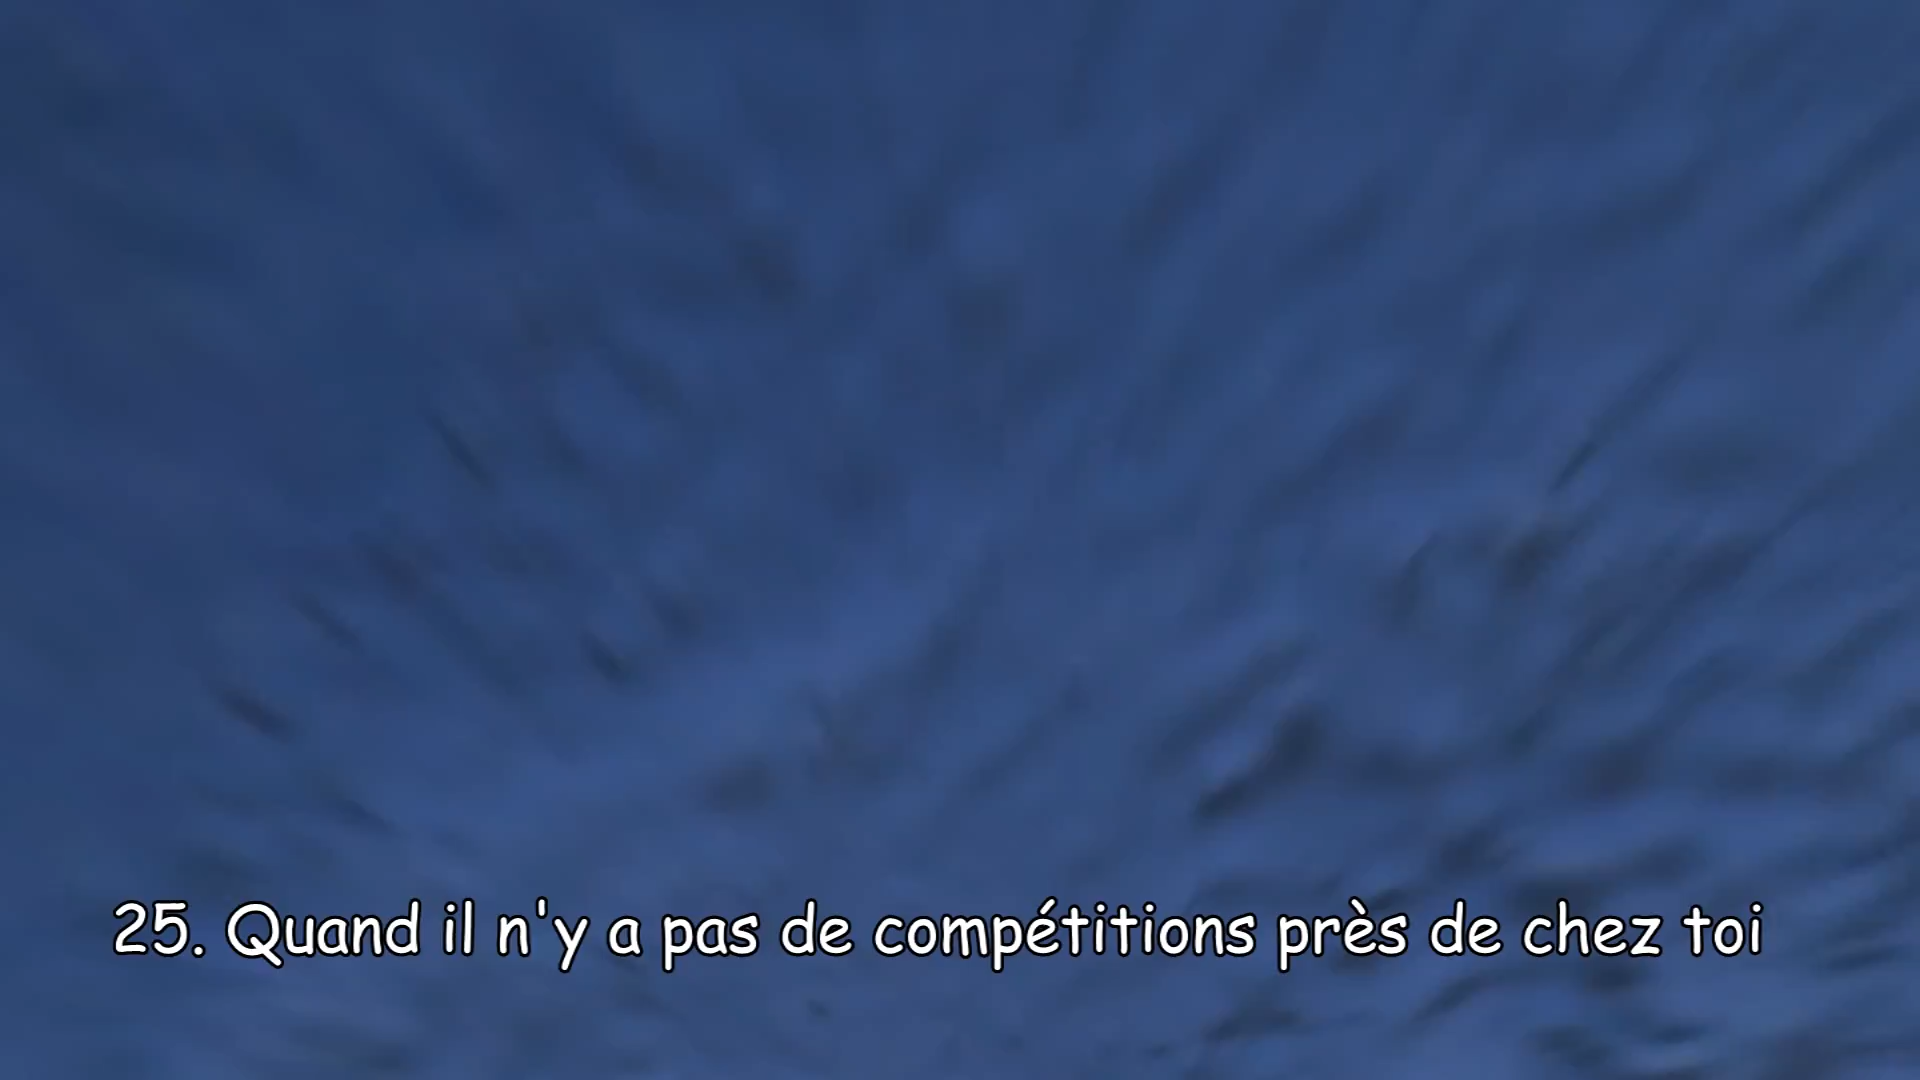 25. Quand il n'y a pas de compétitions près de chez toi